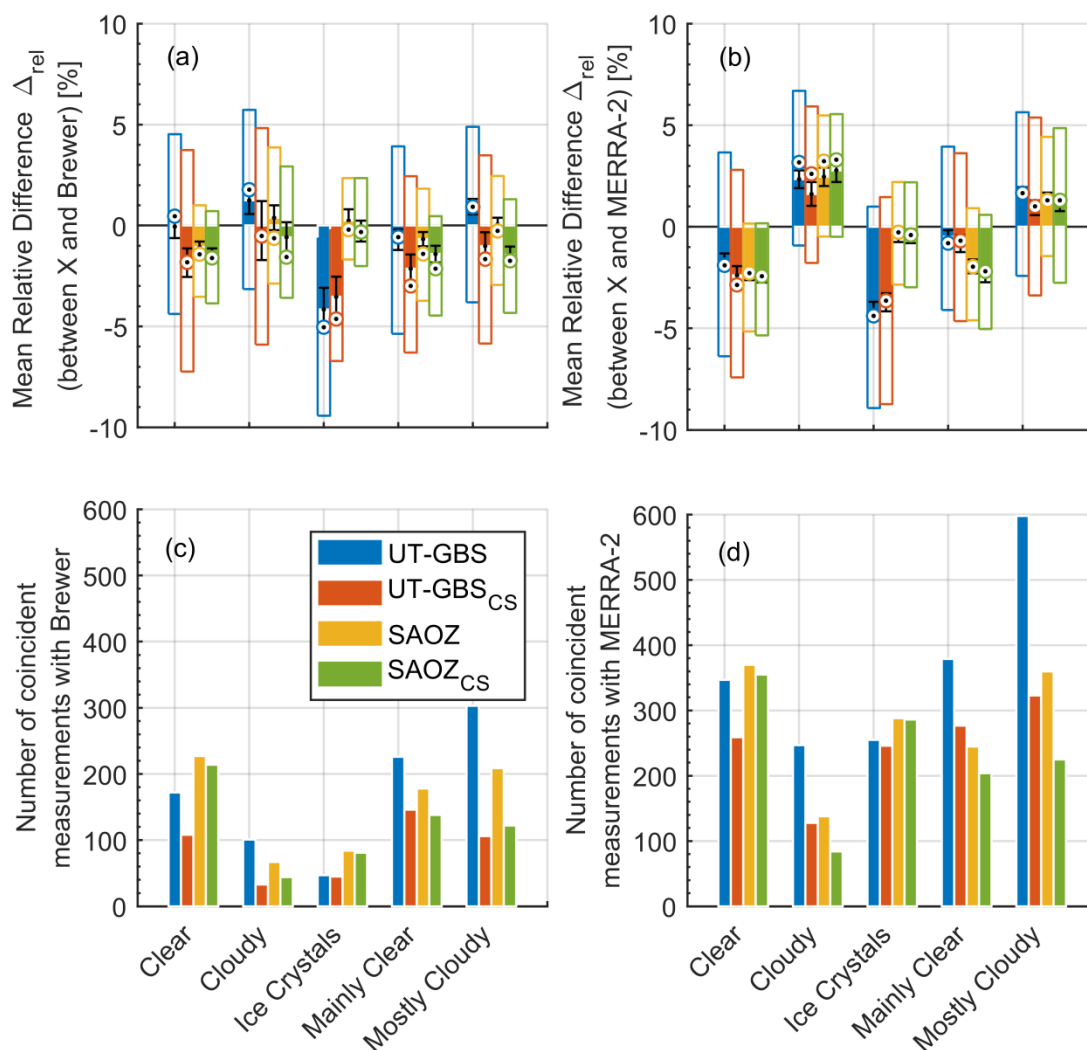 Mean Relative Difference Δrel
(between X and Brewer) [%]
10
5
0
-5
-10
(a)
Mean Relative Difference Δrel
(between X and MERRA-2) [%]
10
5
0
-5
-10
(b)
Number of coincident
measurements with Brewer
600
500
400
300
200
100
0
(c)
UT-GBS
UT-GBSCS
SAOZ
SAOZCS
Clear
Cloudy
Ice Crystals
Mainly Clear
Mostly Cloudy
Number of coincident
measurements with MERRA-2
600
500
400
300
200
100
0
(d)
Clear
Cloudy
Ice Crystals
Mainly Clear
Mostly Cloudy